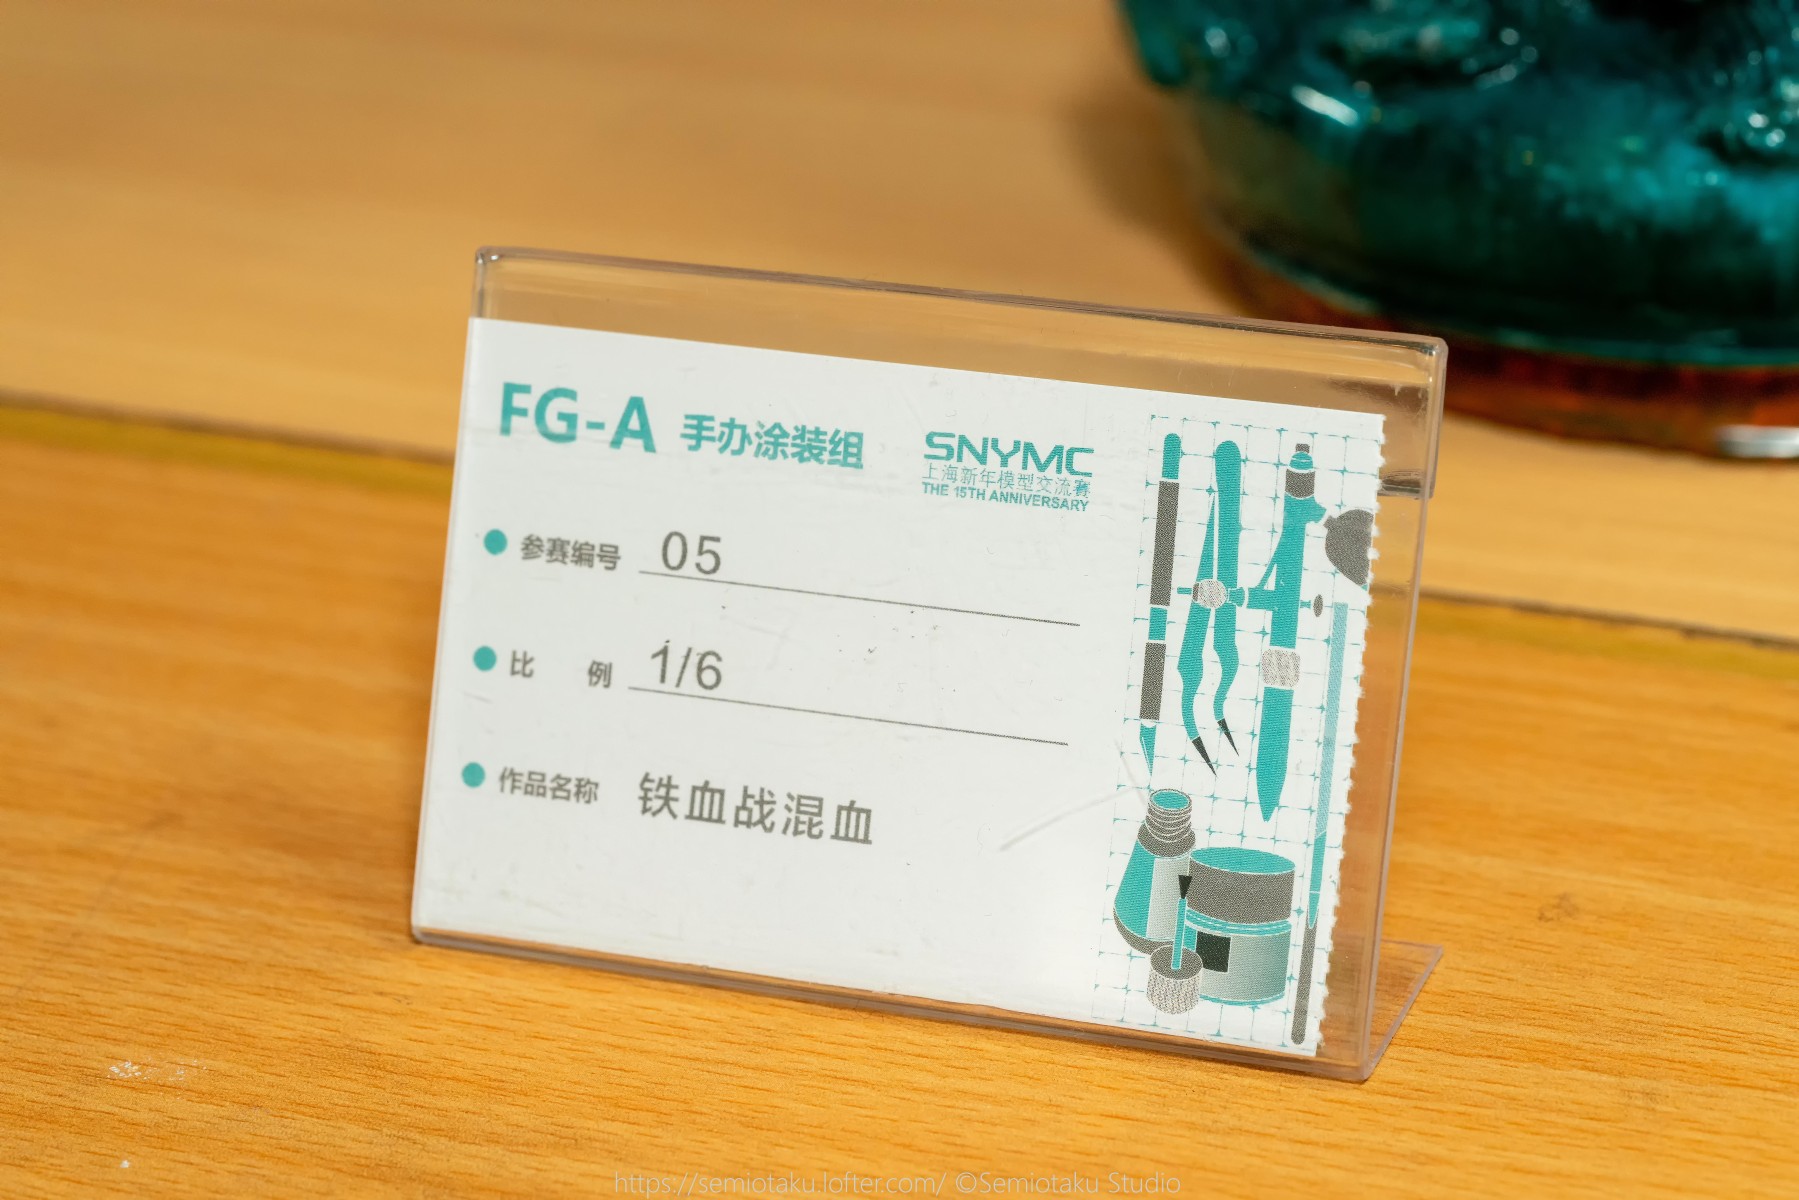 FG-A 手办涂装组
SNYMC
上海新年模型交流赛
THE 15TH ANNIVERSARY
参赛编号 05
比 例 1/6
作品名称 铁血战混血
https://semiotaku.lofter.com/ ©Semiotaku Studio